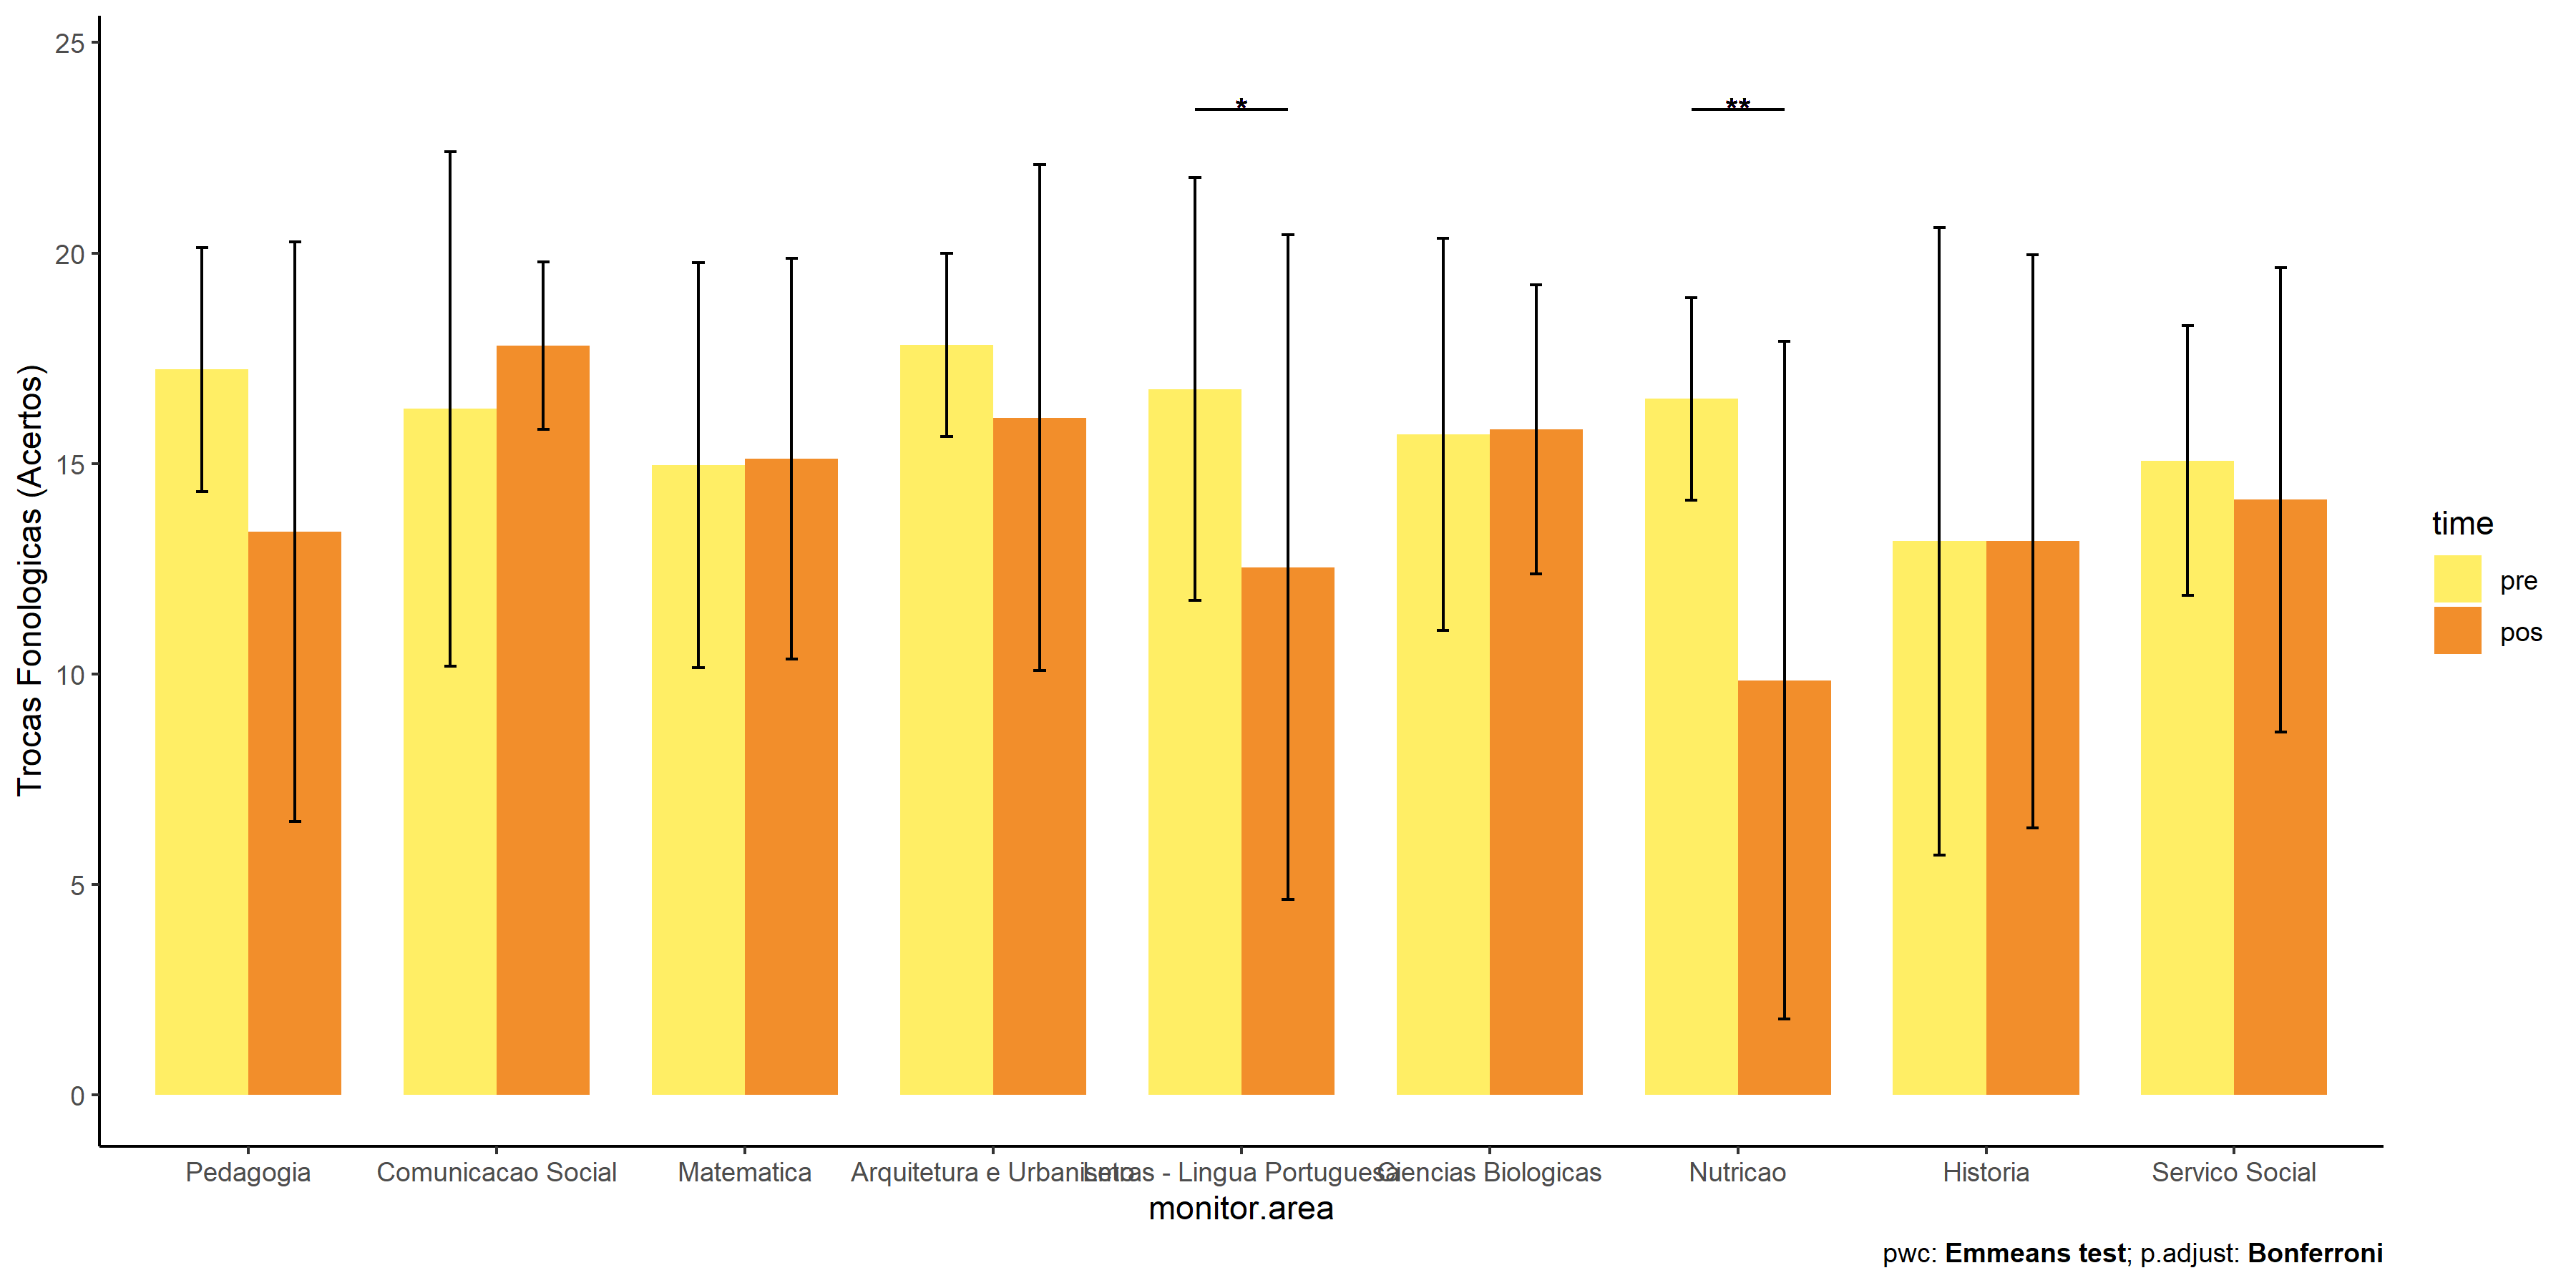 Trocas Fonologicas (Acertos)
25
20
15
10
5
0
*
**
Pedagogia
Comunicacao Social
Matematica
Arquitetura e Urbanismo
Letras - Lingua Portuguesa
Ciencias Biologicas
Nutricao
Historia
Servico Social
monitor.area
time
pre
pos
pwc: Emmeans test; p.adjust: Bonferroni